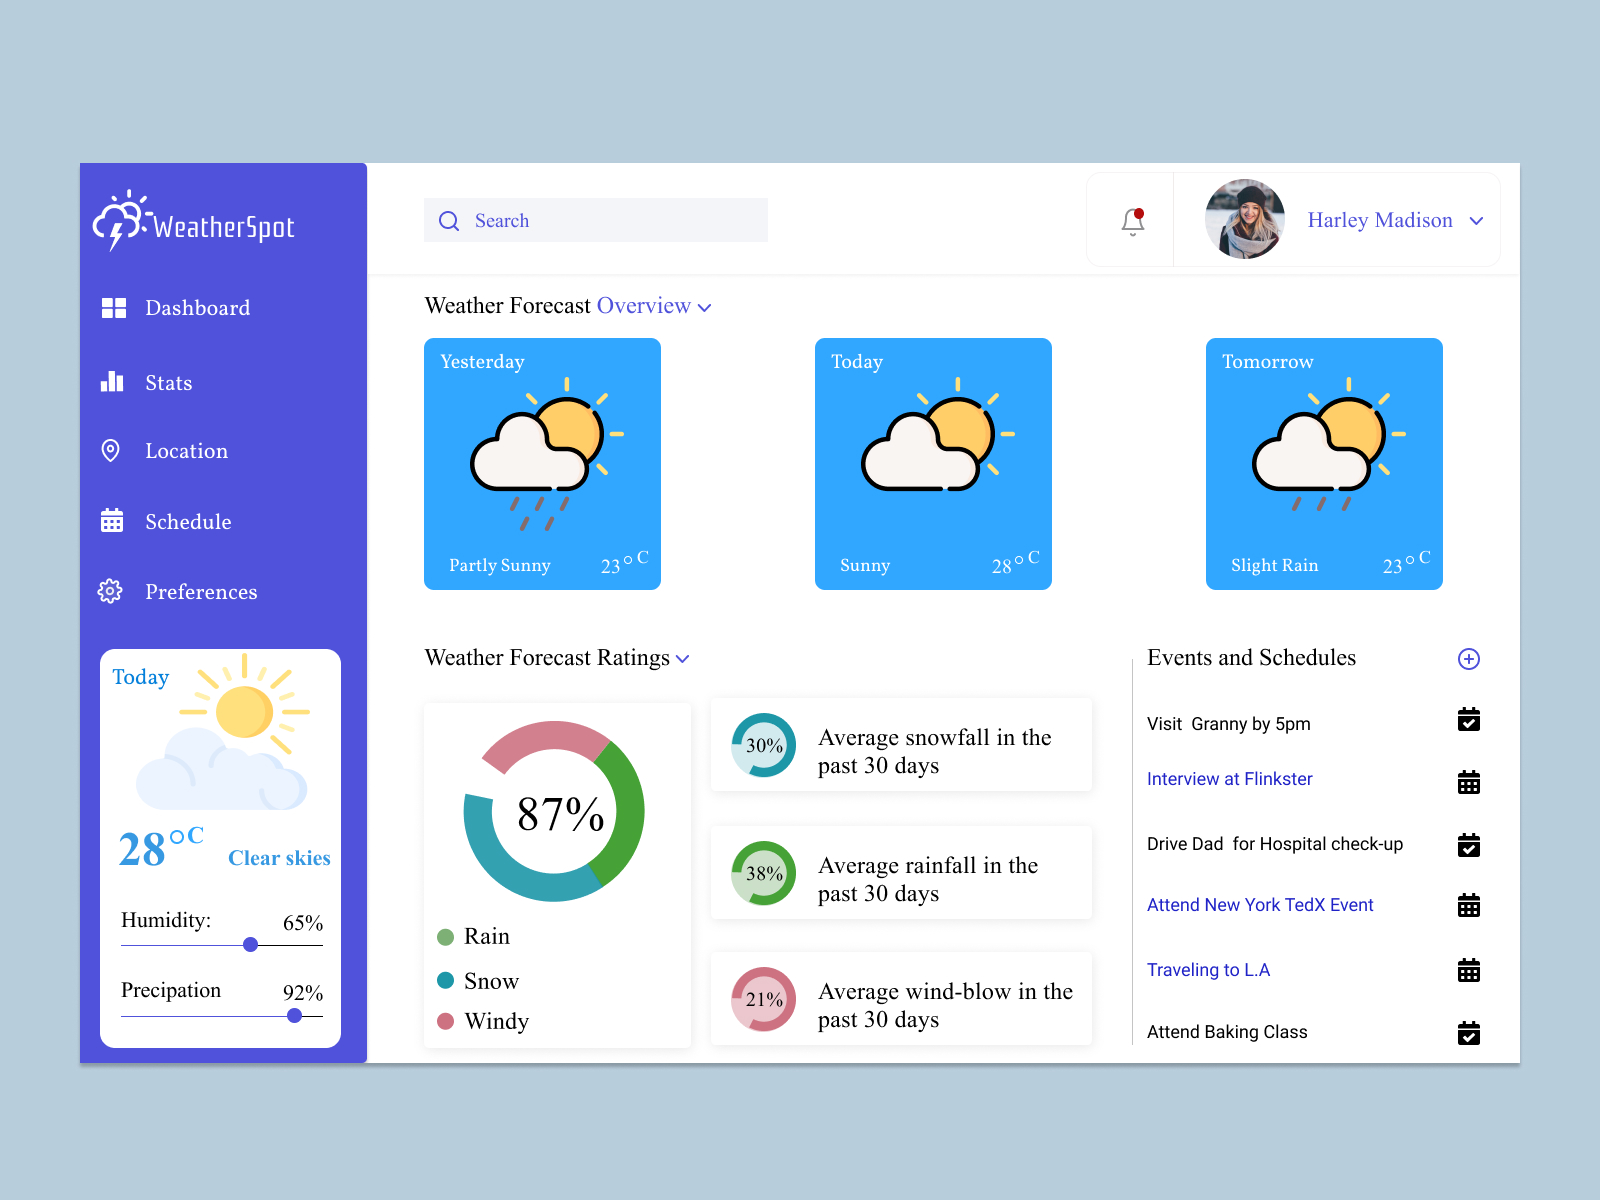 WeatherSpot
Dashboard
Stats
Location
Schedule
Preferences
Today
28°C
Clear skies
Humidity: 65%
Precipation 92%
Search
Harley Madison
Weather Forecast Overview
Yesterday
Partly Sunny 23°C
Today
Sunny 28°C
Tomorrow
Slight Rain 23°C
Weather Forecast Ratings
87%
Rain
Snow
Windy
30%
Average snowfall in the
past 30 days
38%
Average rainfall in the
past 30 days
21%
Average wind-blow in the
past 30 days
Events and Schedules
Visit Granny by 5pm
Interview at Flinkster
Drive Dad for Hospital check-up
Attend New York TedX Event
Traveling to L.A
Attend Baking Class